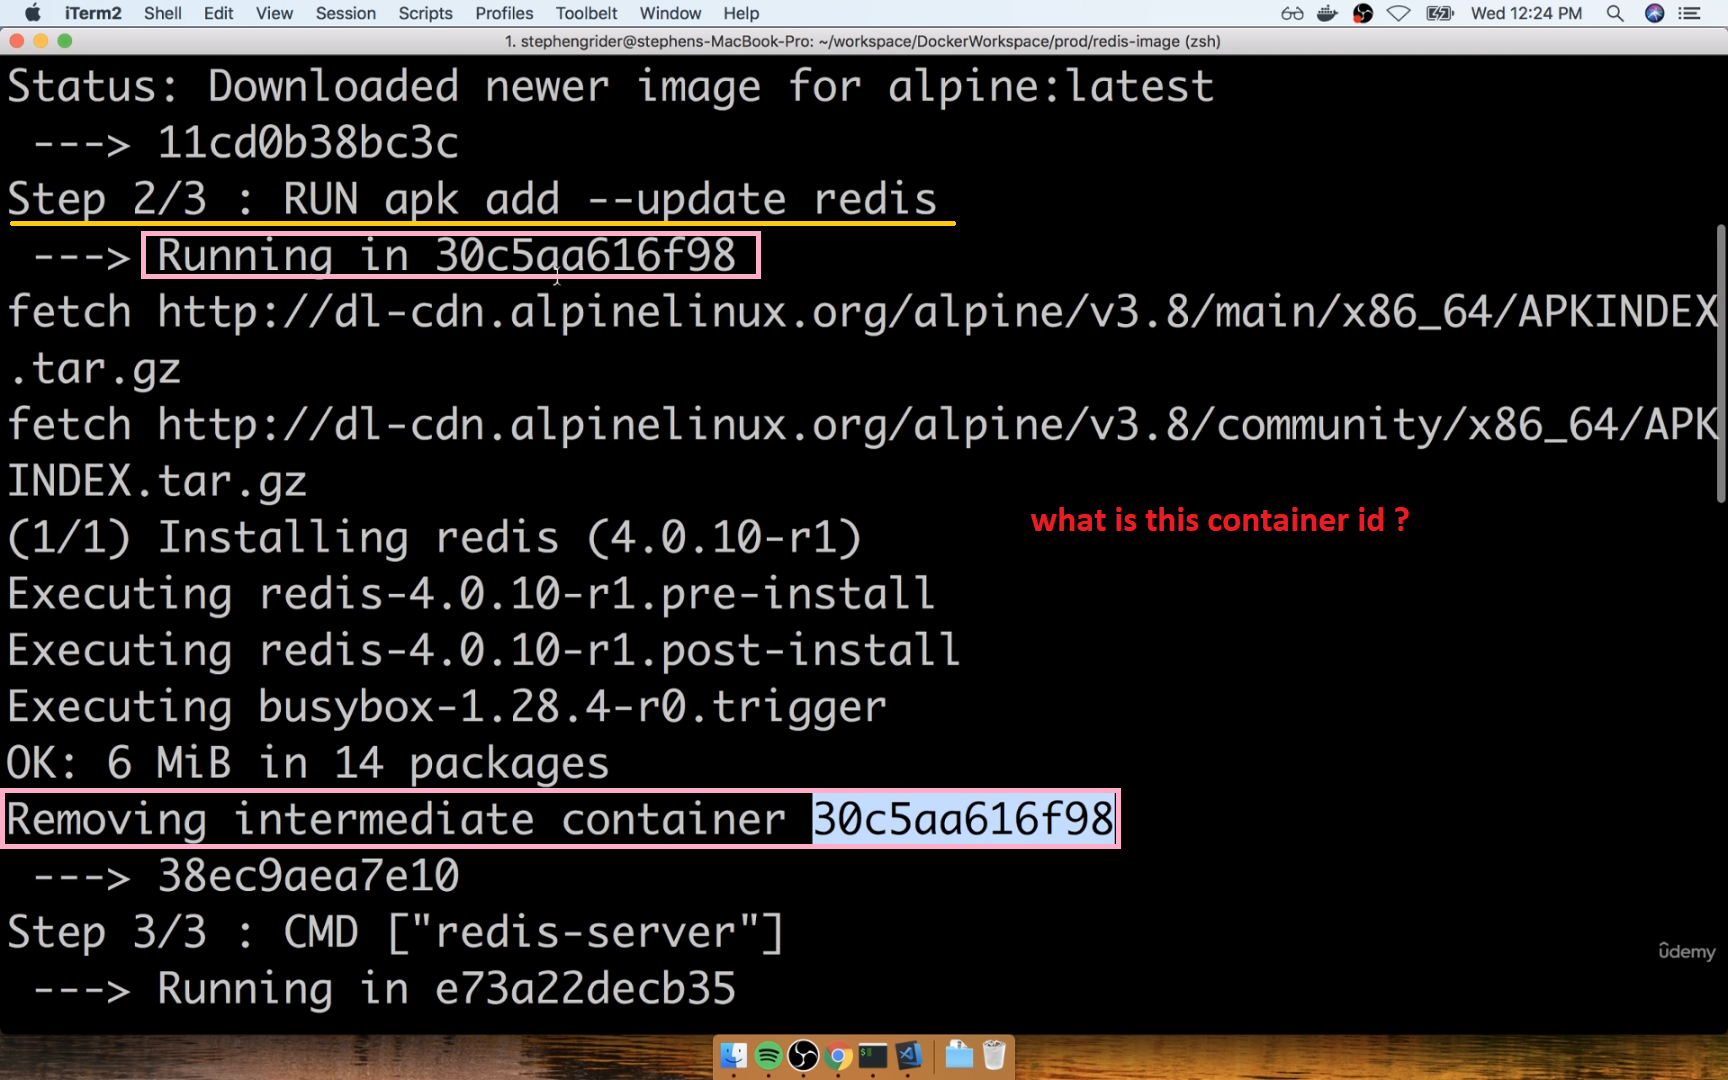 iTerm2 Shell Edit View Session Scripts Profiles Toolbelt Window Help Wed 12:24 PM
1. stephengrider@stephens-MacBook-Pro: ~/workspace/DockerWorkspace/prod/redis-image (zsh)
Status: Downloaded newer image for alpine:latest
---> 11cd0b38bc3c
Step 2/3 : RUN apk add --update redis
---> Running in 30c5aa616f98
fetch http://dl-cdn.alpinelinux.org/alpine/v3.8/main/x86_64/APKINDEX
.tar.gz
fetch http://dl-cdn.alpinelinux.org/alpine/v3.8/community/x86_64/APK
INDEX.tar.gz
what is this container id ?
(1/1) Installing redis (4.0.10-r1)
Executing redis-4.0.10-r1.pre-install
Executing redis-4.0.10-r1.post-install
Executing busybox-1.28.4-r0.trigger
OK: 6 MiB in 14 packages
Removing intermediate container 30c5aa616f98
---> 38ec9aea7e10
Step 3/3 : CMD ["redis-server"]
---> Running in e73a22decb35
ûdemy